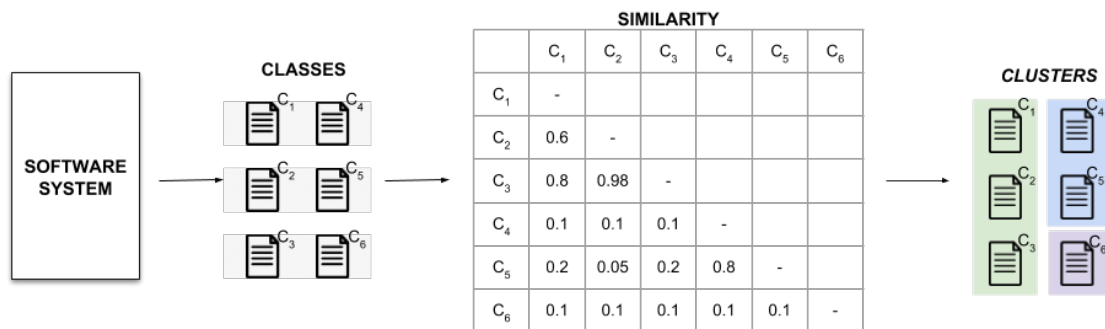 SOFTWARE
SYSTEM
CLASSES
C1 C4
C2 C5
C3 C6
SIMILARITY
C1 C2 C3 C4 C5 C6
C1 -
C2 0.6 -
C3 0.8 0.98 -
C4 0.1 0.1 0.1 -
C5 0.2 0.05 0.2 0.8 -
C6 0.1 0.1 0.1 0.1 0.1 -
CLUSTERS
C1 C4
C2 C5
C3 C6